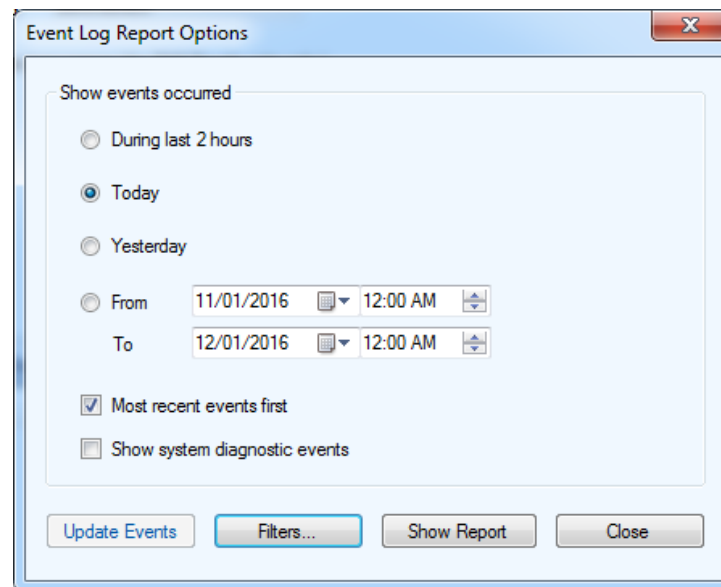 Event Log Report Options
Show events occurred
During last 2 hours
Today
Yesterday
From 11/01/2016 12:00 AM
To 12/01/2016 12:00 AM
Most recent events first
Show system diagnostic events
Update Events Filters... Show Report Close